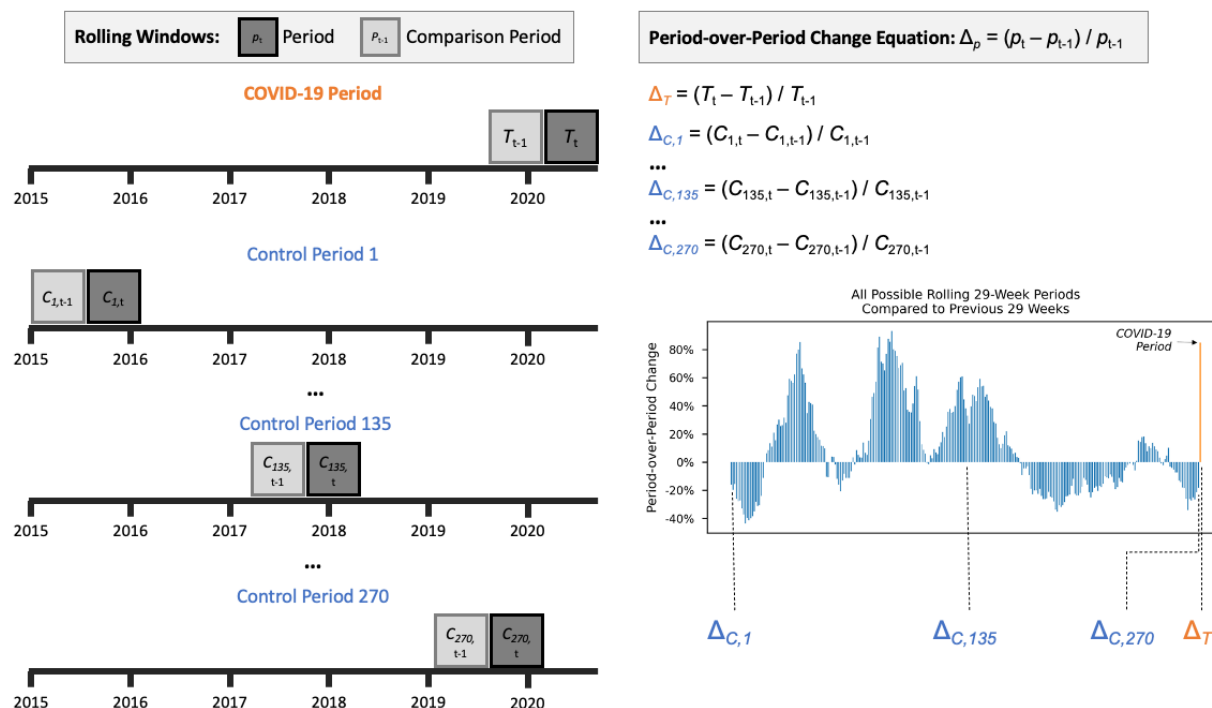 Rolling Windows: pt Period Pt-1 Comparison Period
COVID-19 Period
Tt-1 Tt
2015 2016 2017 2018 2019 2020
Control Period 1
C1,t-1 C1,t
2015 2016 2017 2018 2019 2020
...
Control Period 135
C135, t-1 C135, t
2015 2016 2017 2018 2019 2020
...
Control Period 270
C270, t-1 C270, t
2015 2016 2017 2018 2019 2020
Period-over-Period Change Equation: Δp = (pt – pt-1) / pt-1
ΔT = (Tt – Tt-1) / Tt-1
ΔC,1 = (C1,t – C1,t-1) / C1,t-1
...
ΔC,135 = (C135,t – C135,t-1) / C135,t-1
...
ΔC,270 = (C270,t – C270,t-1) / C270,t-1
All Possible Rolling 29-Week Periods
Compared to Previous 29 Weeks
COVID-19
Period
Period-over-Period Change
80%
60%
40%
20%
0%
-20%
-40%
ΔC,1 ΔC,135 ΔC,270 ΔT